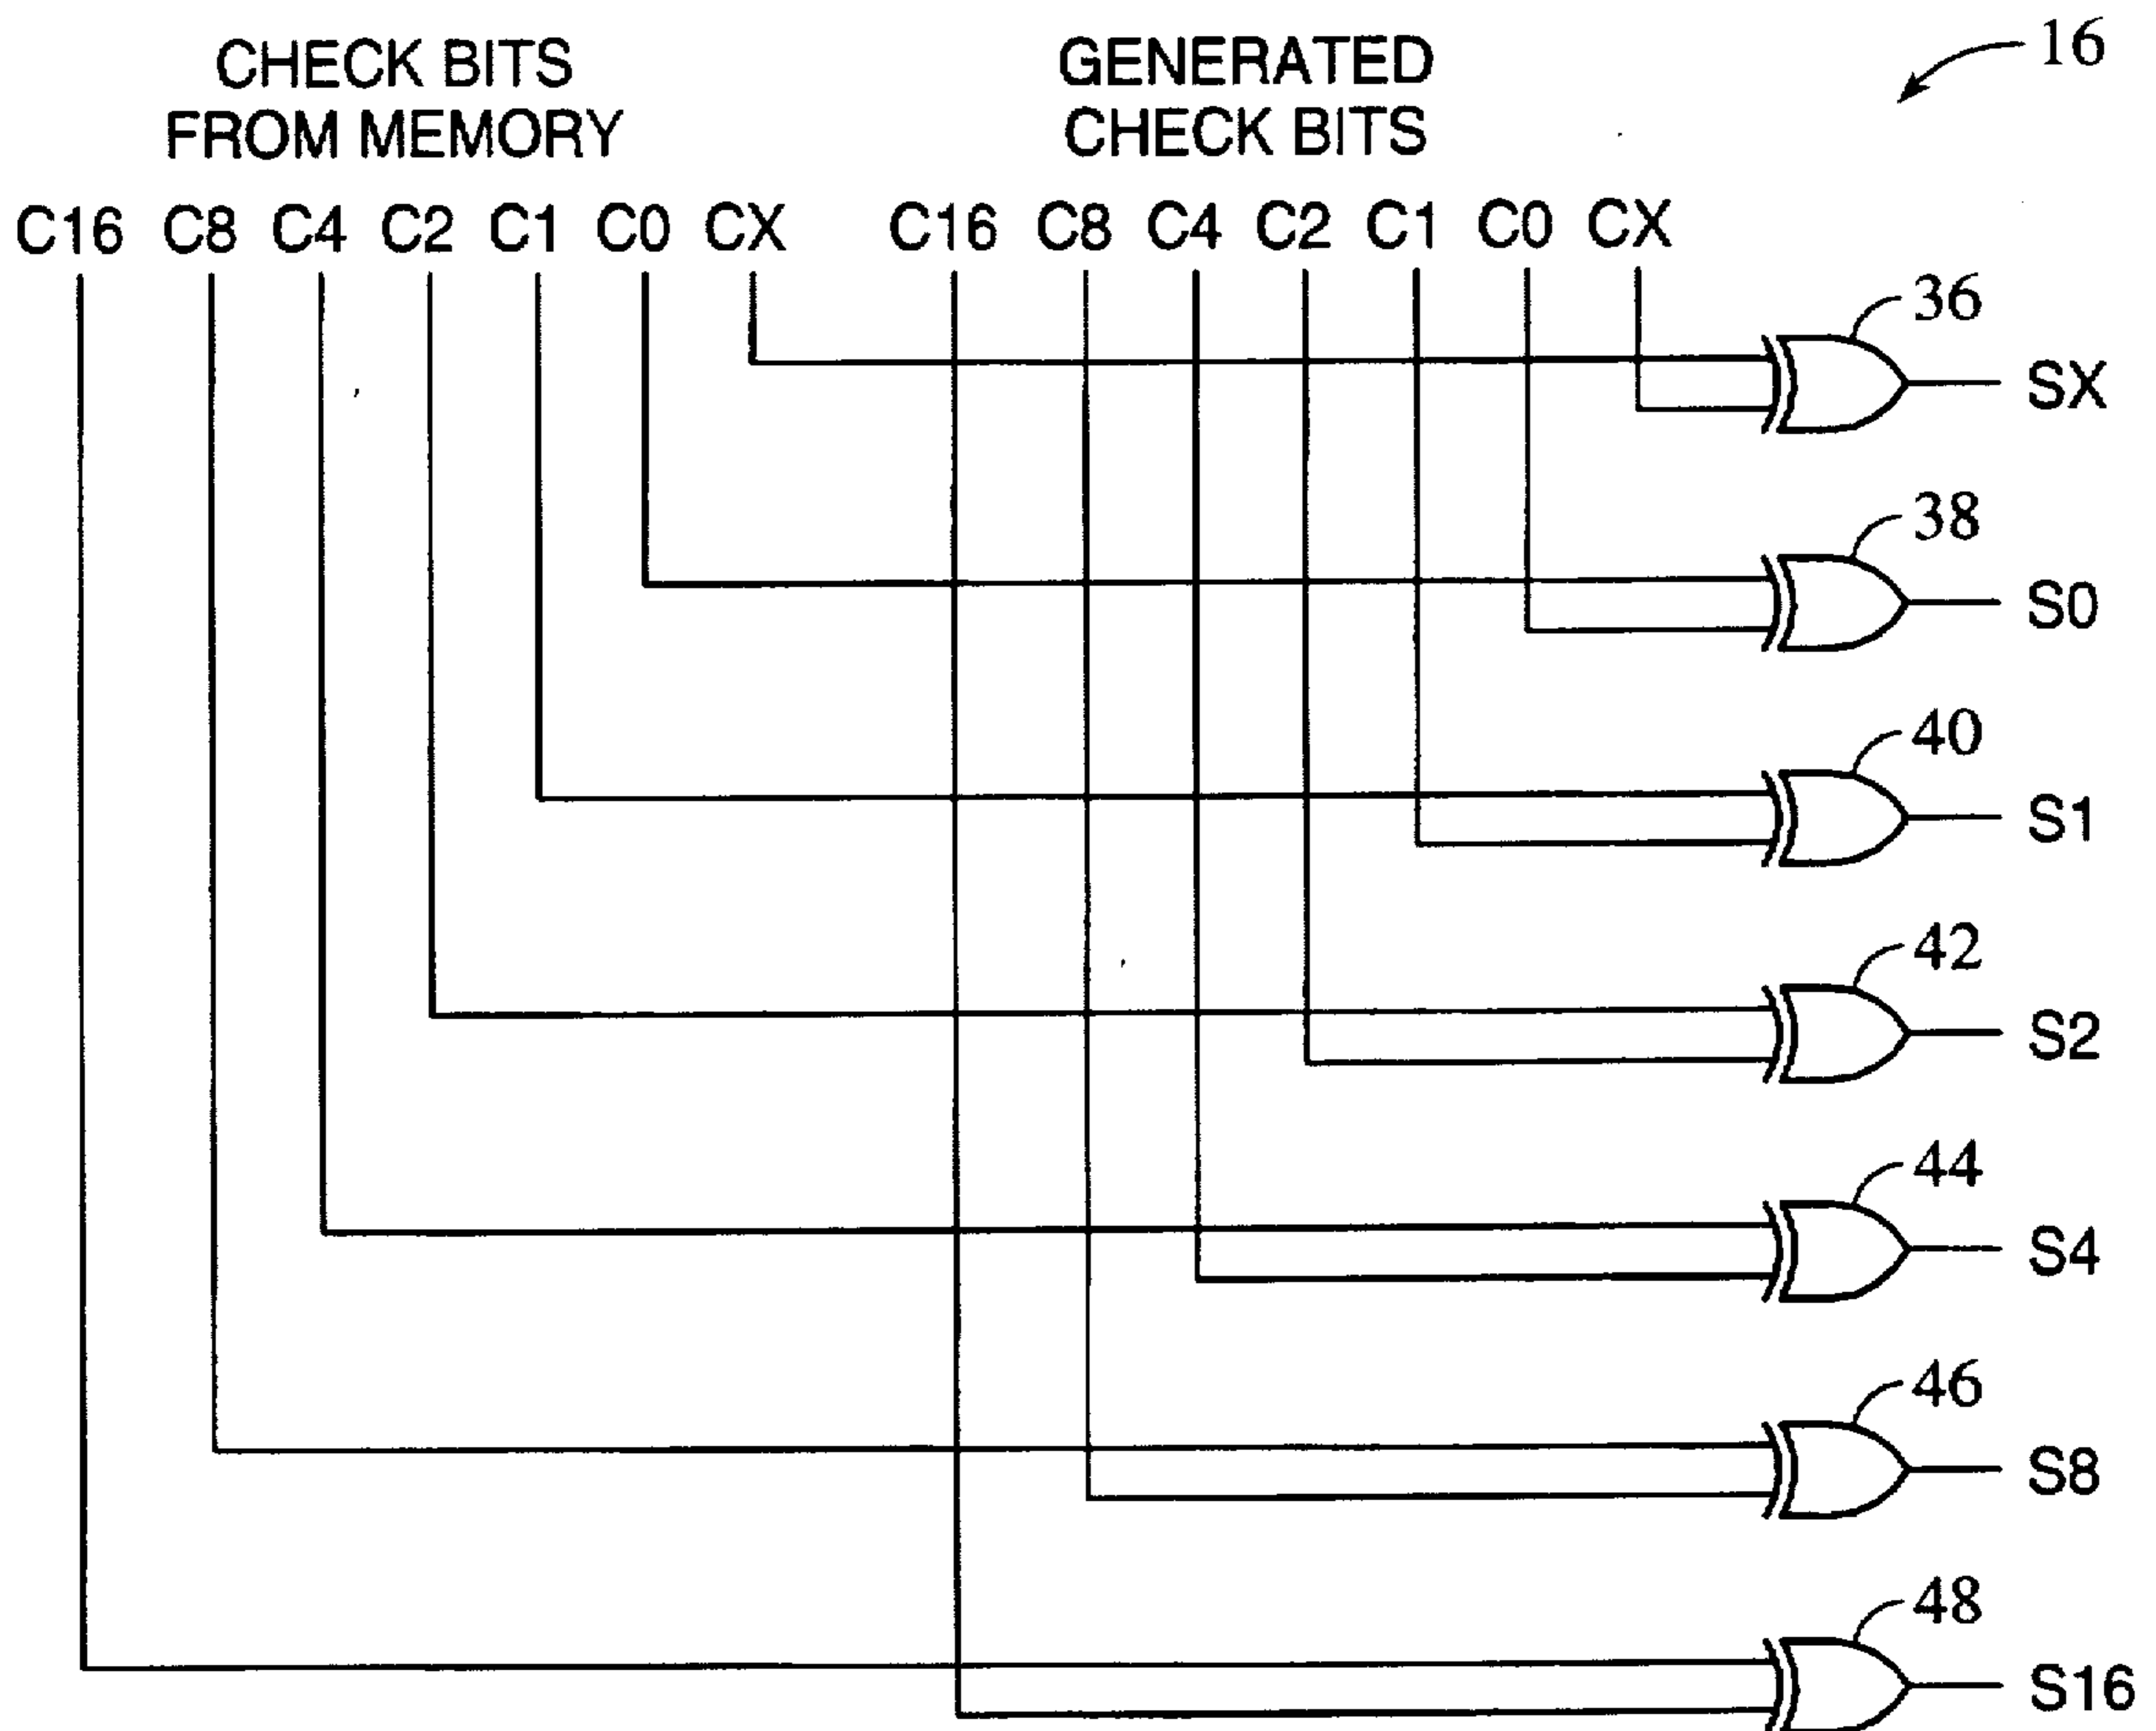 16
CHECK BITS
FROM MEMORY
GENERATED
CHECK BITS
C16 C8 C4 C2 C1 C0 CX C16 C8 C4 C2 C1 C0 CX
36
SX
38
S0
40
S1
42
S2
44
S4
46
S8
48
S16